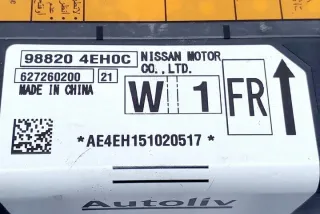 98820 4EH0C NISSAN MOTOR
CO., LTD.
627260200 21
MADE IN CHINA
W 1 FR
*AE4EH151020517*
Autoliv